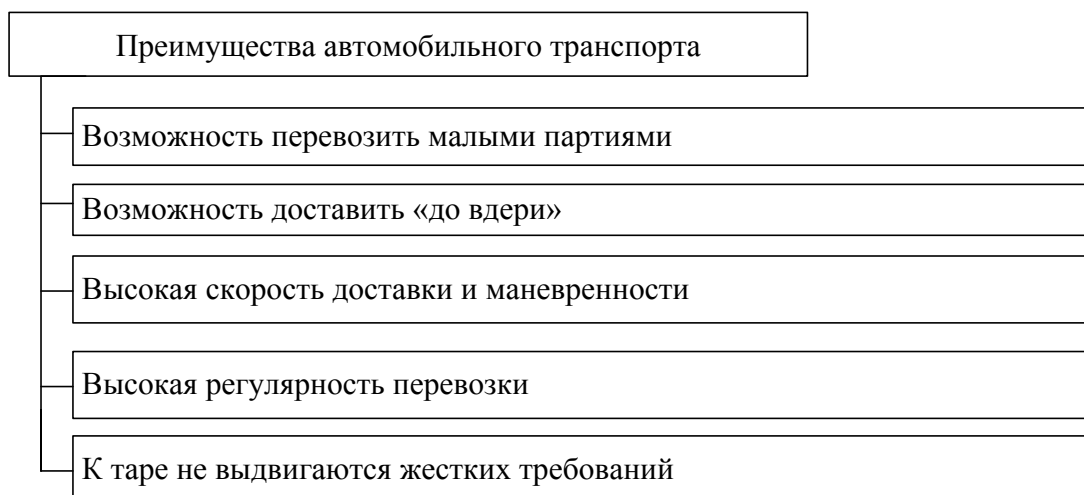 Преимущества автомобильного транспорта
Возможность перевозить малыми партиями
Возможность доставить «до вдери»
Высокая скорость доставки и маневренности
Высокая регулярность перевозки
К таре не выдвигаются жестких требований